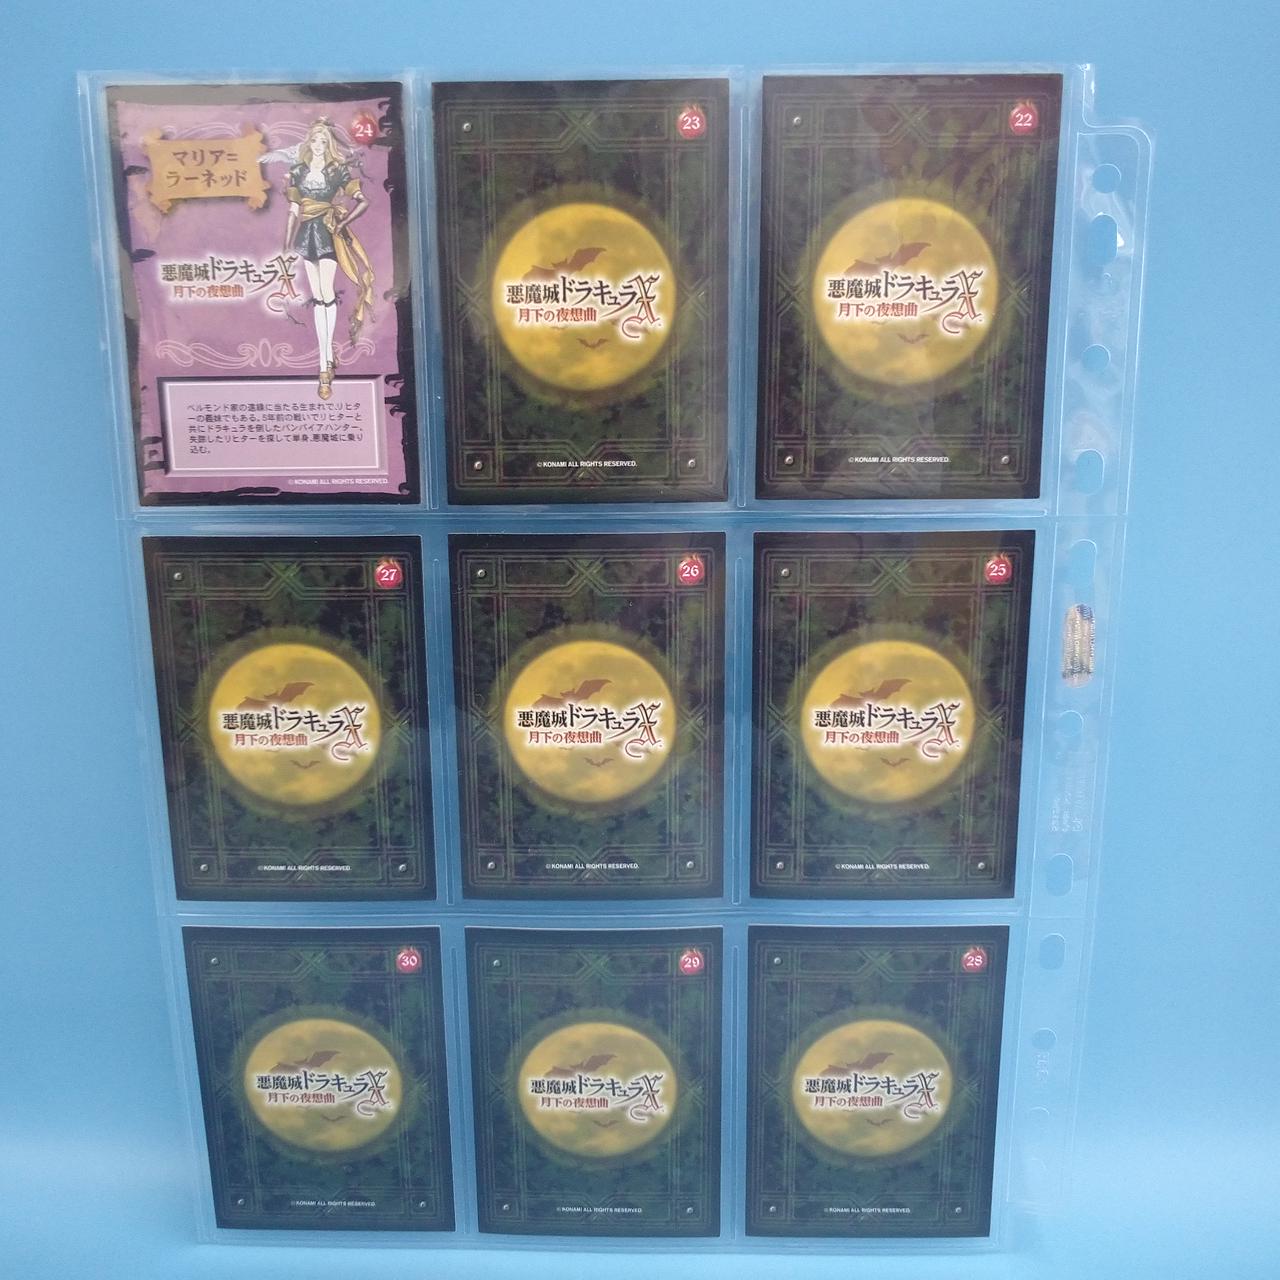 24
マリア=
ラーネッド
悪魔城ドラキュラX
月下の夜想曲
ベルモンド家の遠縁に当たる生まれで、リヒタ
ーの義妹でもある。5年前の戦いでリヒターと
共にドラキュラを倒したバンパイアハンター。
失踪したリヒターを探して単身、悪魔城に乗り
込む。
© KONAMI ALL RIGHTS RESERVED.
23
悪魔城ドラキュラX
月下の夜想曲
© KONAMI ALL RIGHTS RESERVED.
22
悪魔城ドラキュラX
月下の夜想曲
© KONAMI ALL RIGHTS RESERVED.
27
悪魔城ドラキュラX
月下の夜想曲
© KONAMI ALL RIGHTS RESERVED.
26
悪魔城ドラキュラX
月下の夜想曲
© KONAMI ALL RIGHTS RESERVED.
25
悪魔城ドラキュラX
月下の夜想曲
© KONAMI ALL RIGHTS RESERVED.
30
悪魔城ドラキュラX
月下の夜想曲
© KONAMI ALL RIGHTS RESERVED.
29
悪魔城ドラキュラX
月下の夜想曲
© KONAMI ALL RIGHTS RESERVED.
28
悪魔城ドラキュラX
月下の夜想曲
© KONAMI ALL RIGHTS RESERVED.